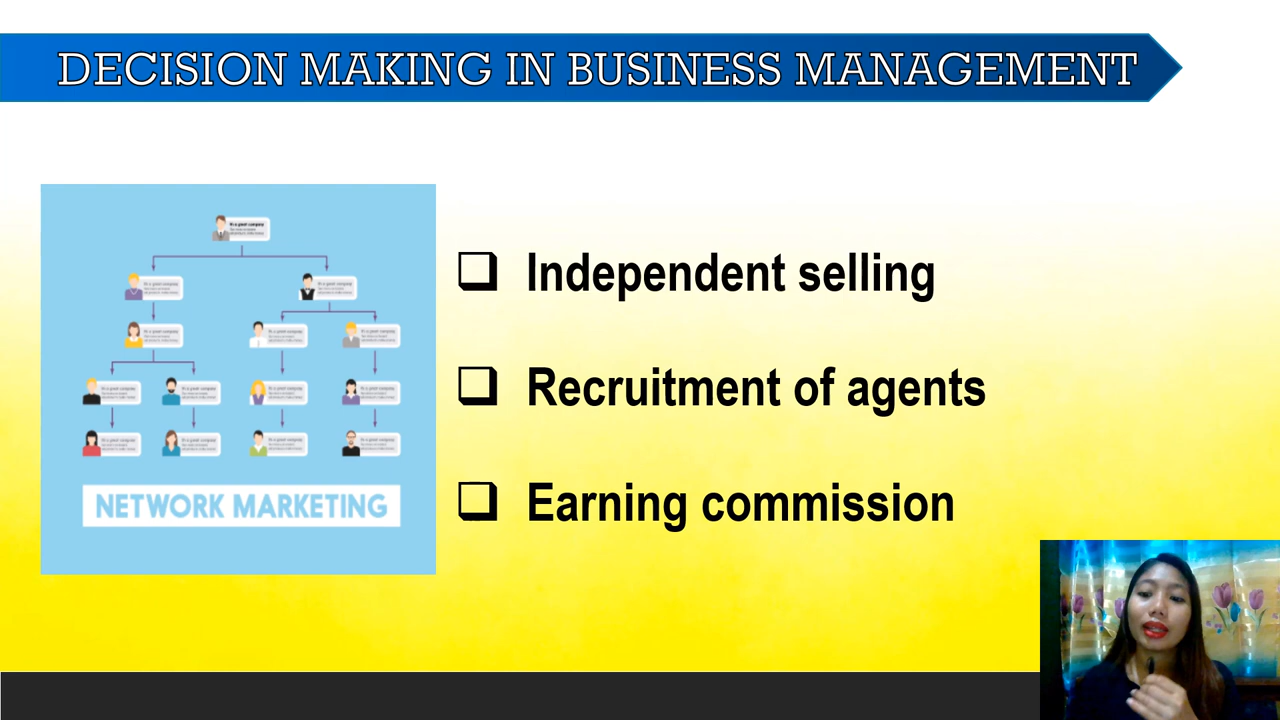 DECISION MAKING IN BUSINESS MANAGEMENT
Independent selling
Recruitment of agents
Earning commission
NETWORK MARKETING